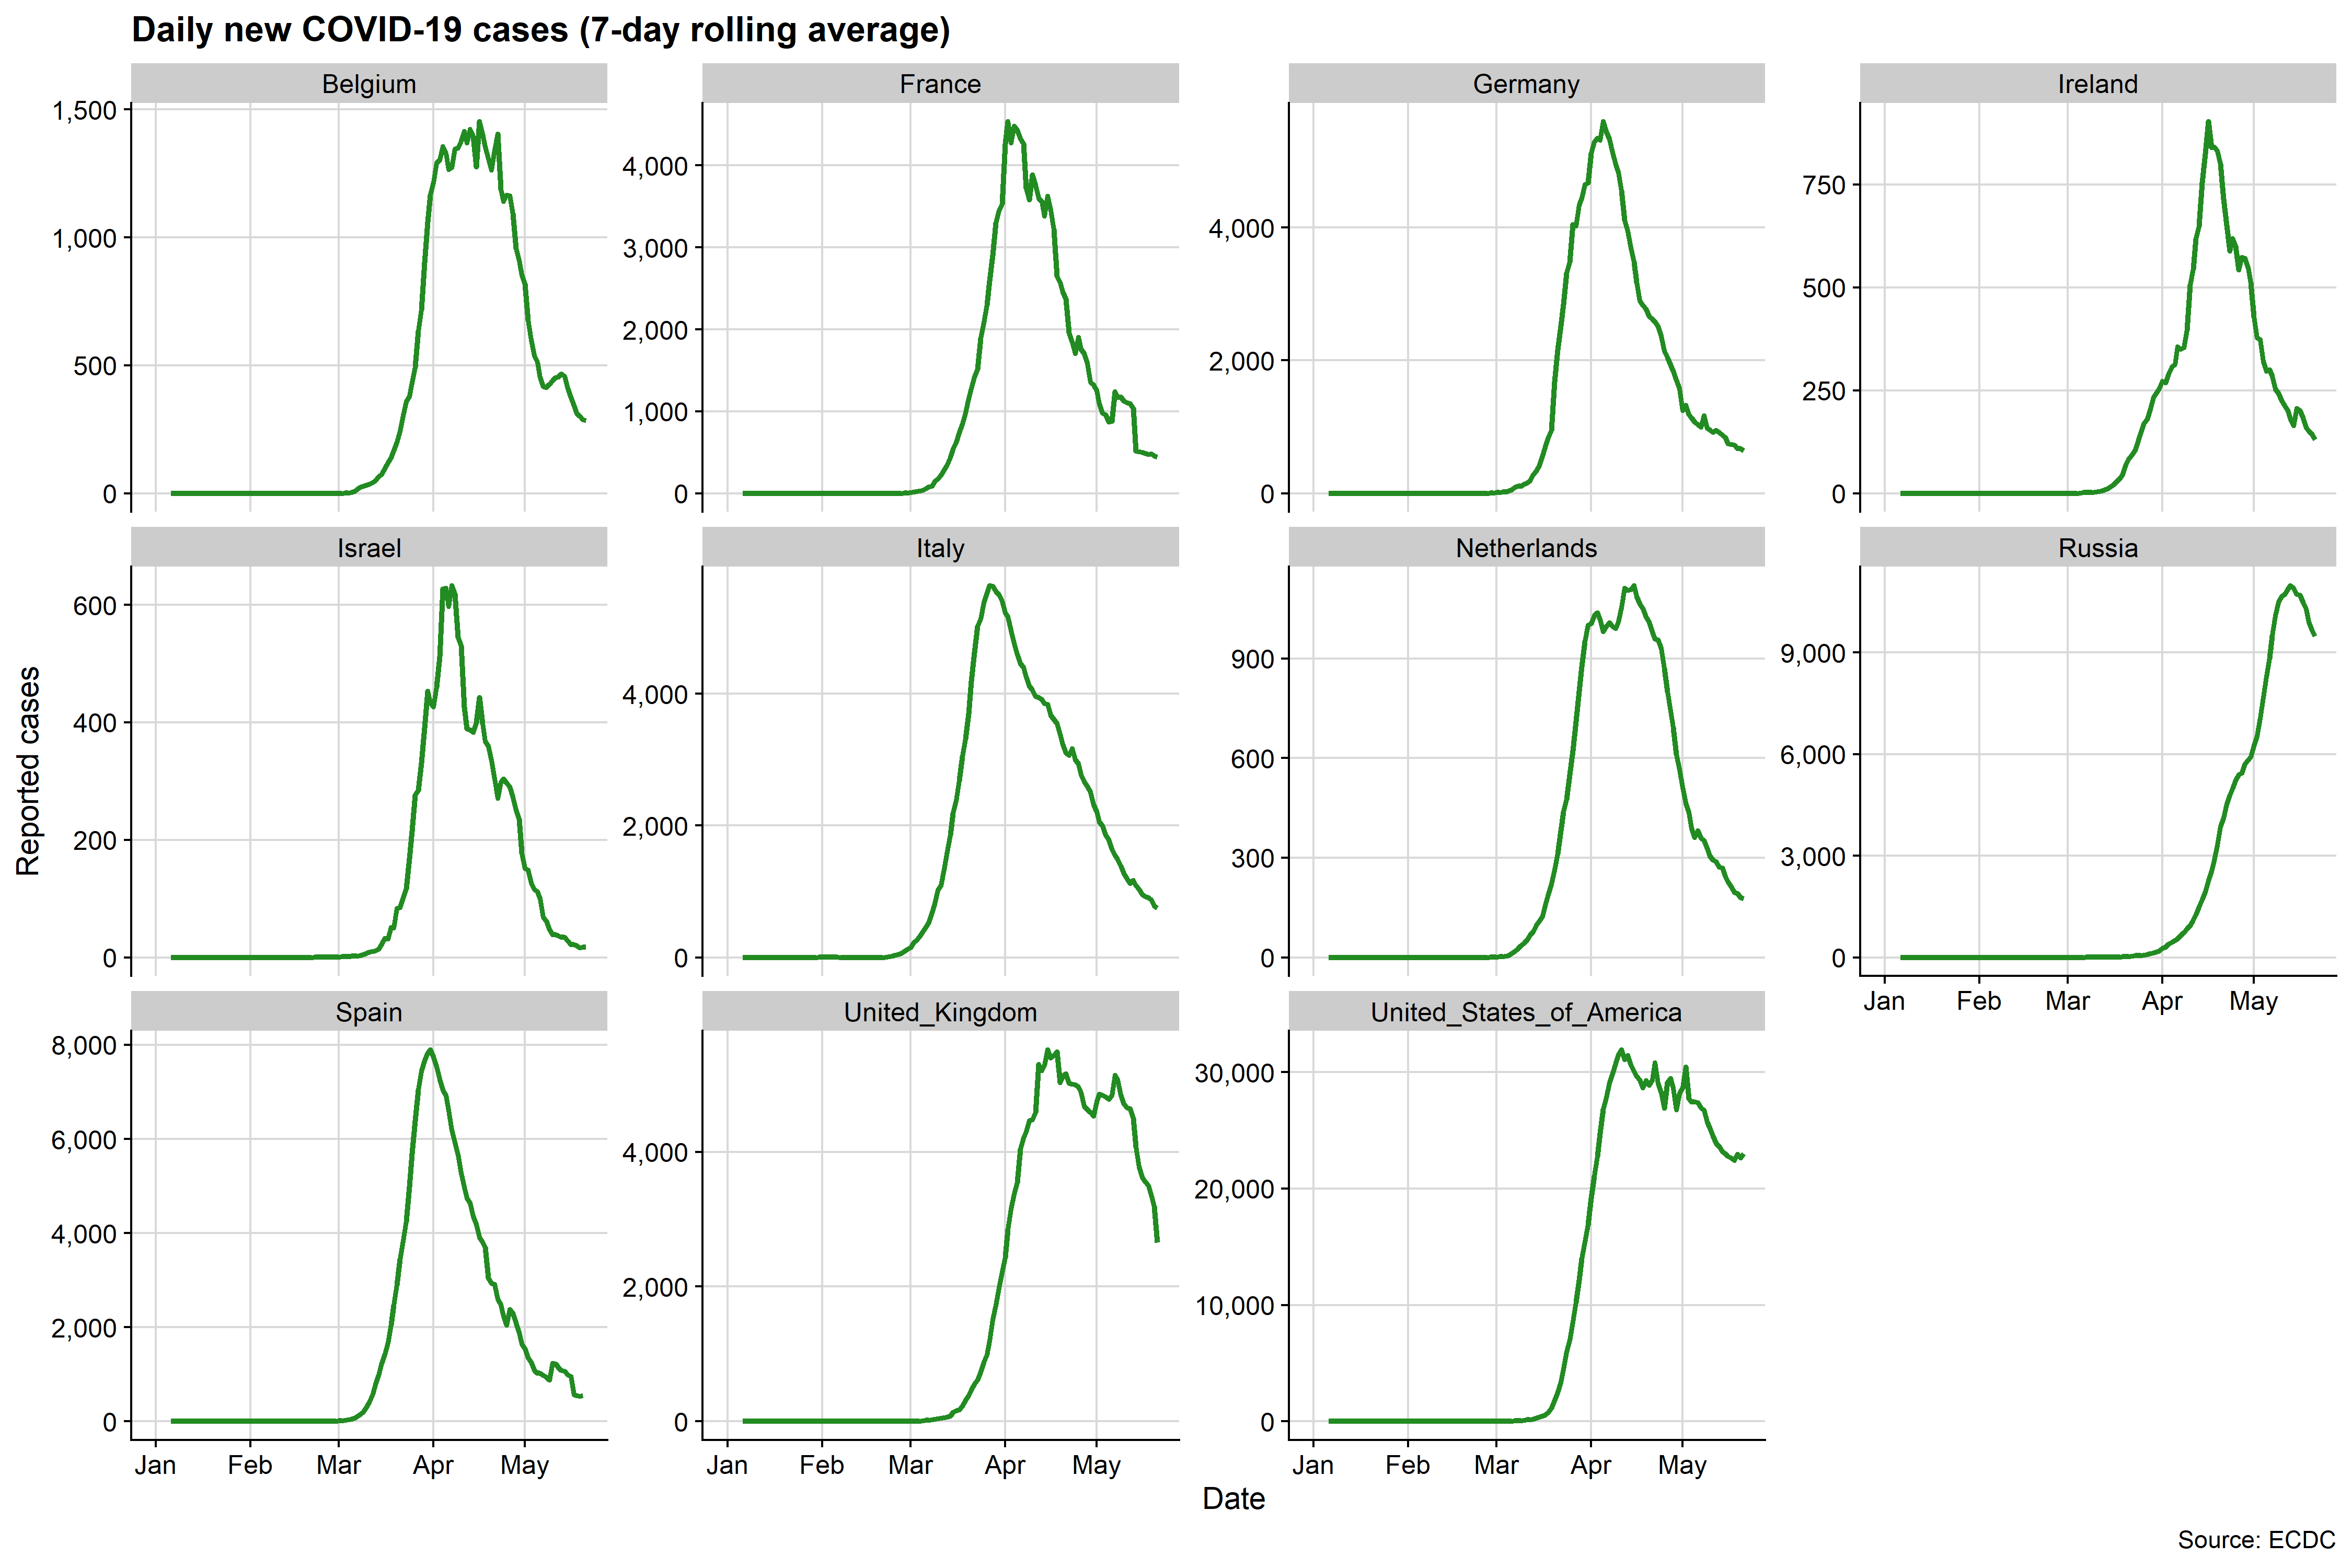 Daily new COVID-19 cases (7-day rolling average)
Belgium
France
Germany
Ireland
1,500
1,000
500
0
4,000
3,000
2,000
1,000
0
4,000
2,000
0
750
500
250
0
Israel
Italy
Netherlands
Russia
600
400
200
0
4,000
2,000
0
900
600
300
0
9,000
6,000
3,000
0
Jan Feb Mar Apr May
Spain
United_Kingdom
United_States_of_America
8,000
6,000
4,000
2,000
0
4,000
2,000
0
30,000
20,000
10,000
0
Jan Feb Mar Apr May
Jan Feb Mar Apr May
Jan Feb Mar Apr May
Reported cases
Date
Source: ECDC